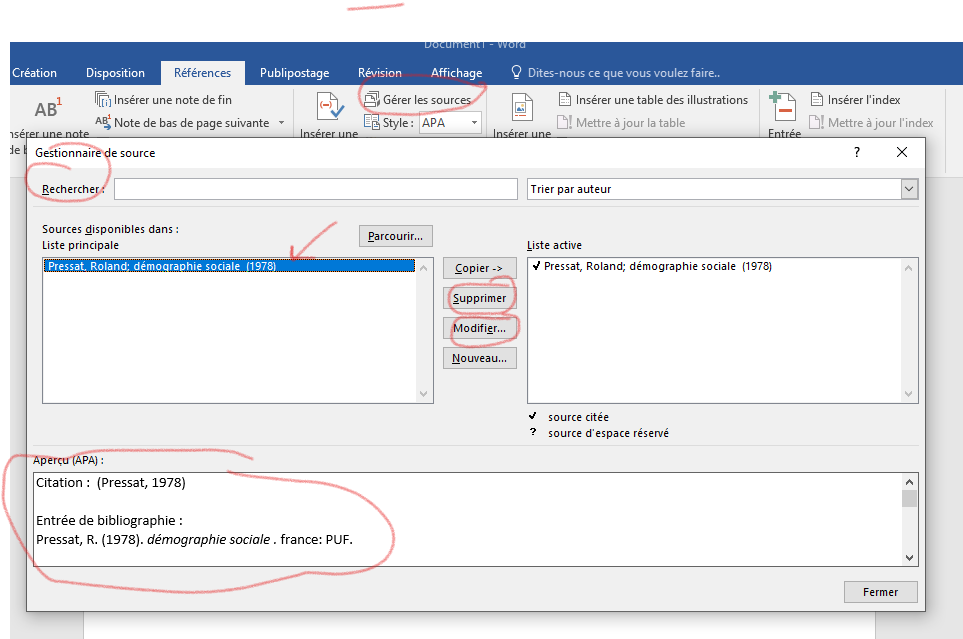 Document1 - Word
Création Disposition Références Publipostage Révision Affichage Dites-nous ce que vous voulez faire..
AB1 Insérer une note de fin Gérer les sources Insérer une table des illustrations Insérer l'index
AB1 Note de bas de page suivante Style : APA Mettre à jour la table Mettre à jour l'index
Insérer une note Insérer une Insérer une Entrée
de b
Gestionnaire de source ?
Rechercher : Trier par auteur
Sources disponibles dans :
Liste principale Parcourir... Liste active
Pressat, Roland; démographie sociale (1978) Copier -> Pressat, Roland; démographie sociale (1978)
Supprimer
Modifier...
Nouveau...
source citée
? source d'espace réservé
Aperçu (APA) :
Citation : (Pressat, 1978)
Entrée de bibliographie :
Pressat, R. (1978). démographie sociale . france: PUF.
Fermer